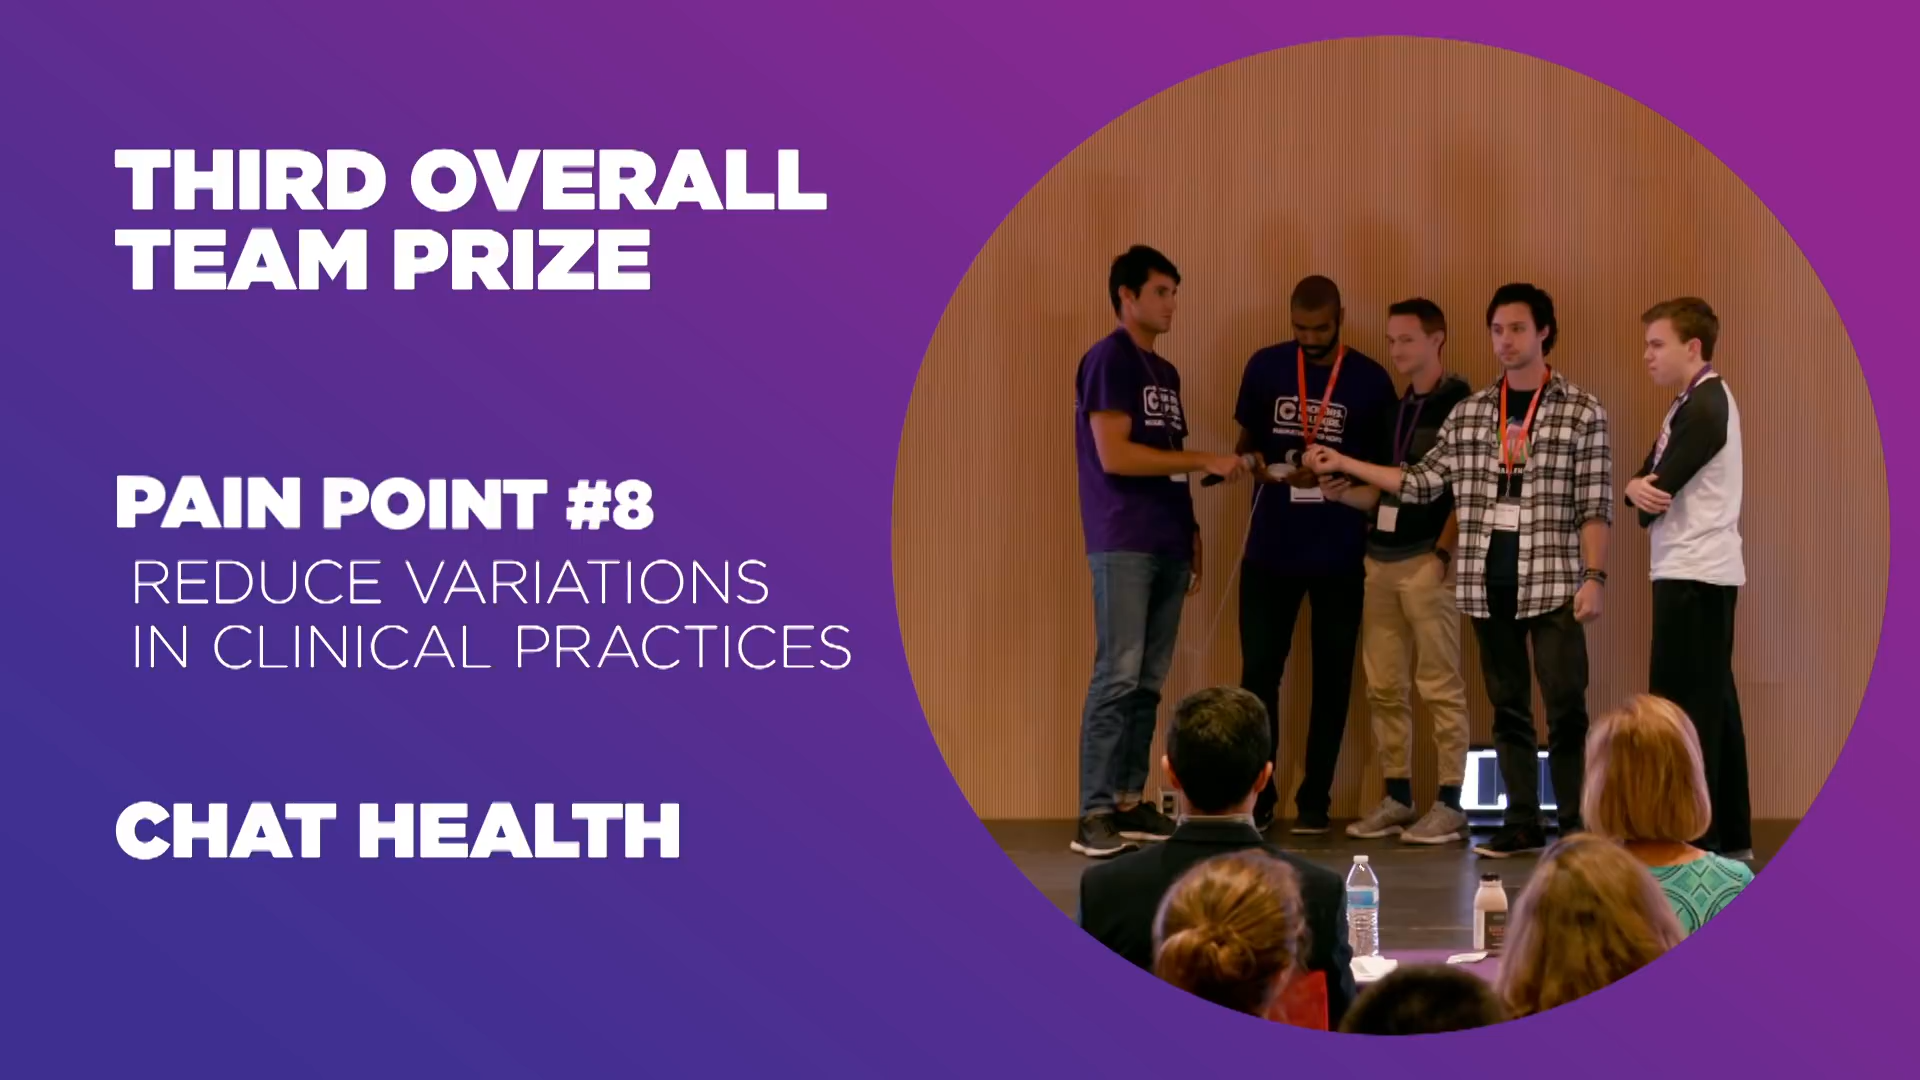 THIRD OVERALL
TEAM PRIZE
PAIN POINT #8
REDUCE VARIATIONS
IN CLINICAL PRACTICES
CHAT HEALTH